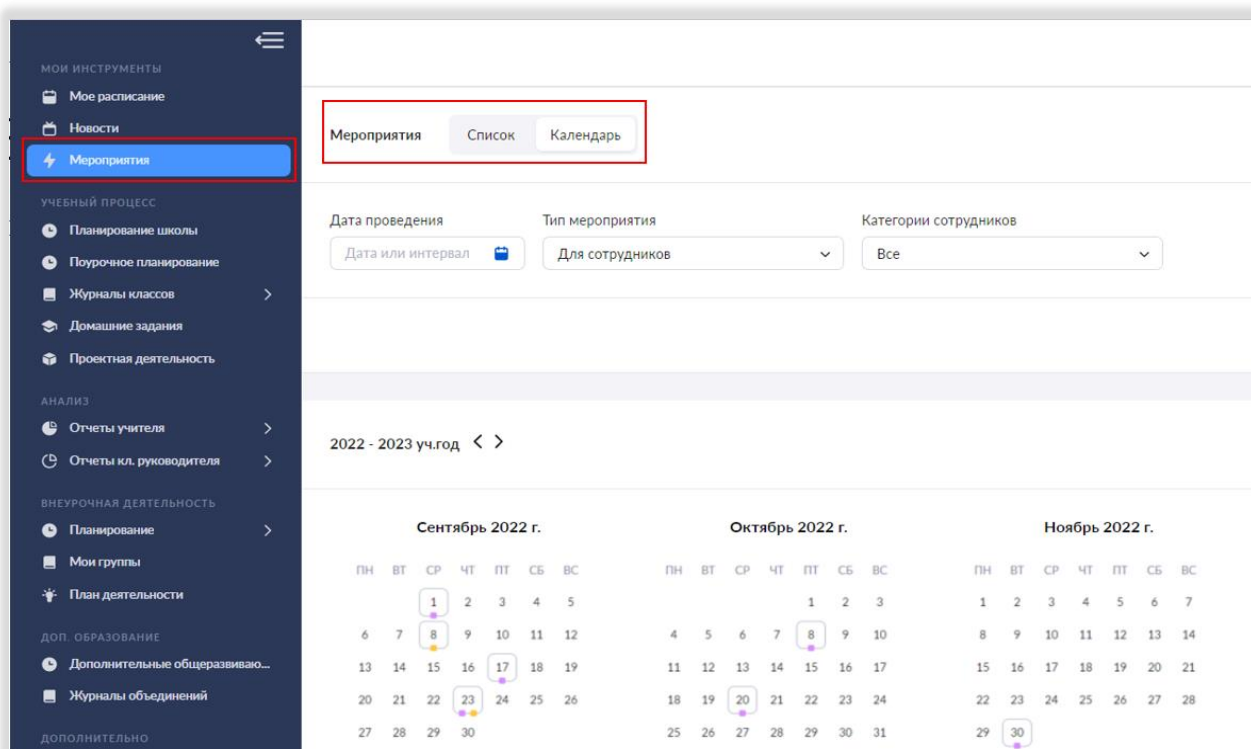 МОИ ИНСТРУМЕНТЫ
Мое расписание
Новости
Мероприятия
УЧЕБНЫЙ ПРОЦЕСС
Планирование школы
Поурочное планирование
Журналы классов
Домашние задания
Проектная деятельность
АНАЛИЗ
Отчеты учителя
Отчеты кл. руководителя
ВНЕУРОЧНАЯ ДЕЯТЕЛЬНОСТЬ
Планирование
Мои группы
План деятельности
ДОП. ОБРАЗОВАНИЕ
Дополнительные общеразвиваю...
Журналы объединений
ДОПОЛНИТЕЛЬНО
Мероприятия Список Календарь
Дата проведения Тип мероприятия Категории сотрудников
Дата или интервал Для сотрудников Все
2022 - 2023 уч.год
Сентябрь 2022 г. Октябрь 2022 г. Ноябрь 2022 г.
ПН ВТ СР ЧТ ПТ СБ ВС ПН ВТ СР ЧТ ПТ СБ ВС ПН ВТ СР ЧТ ПТ СБ ВС
1 2 3 4 5 1 2 3 1 2 3 4 5 6 7
6 7 8 9 10 11 12 4 5 6 7 8 9 10 8 9 10 11 12 13 14
13 14 15 16 17 18 19 11 12 13 14 15 16 17 15 16 17 18 19 20 21
20 21 22 23 24 25 26 18 19 20 21 22 23 24 22 23 24 25 26 27 28
27 28 29 30 25 26 27 28 29 30 31 29 30